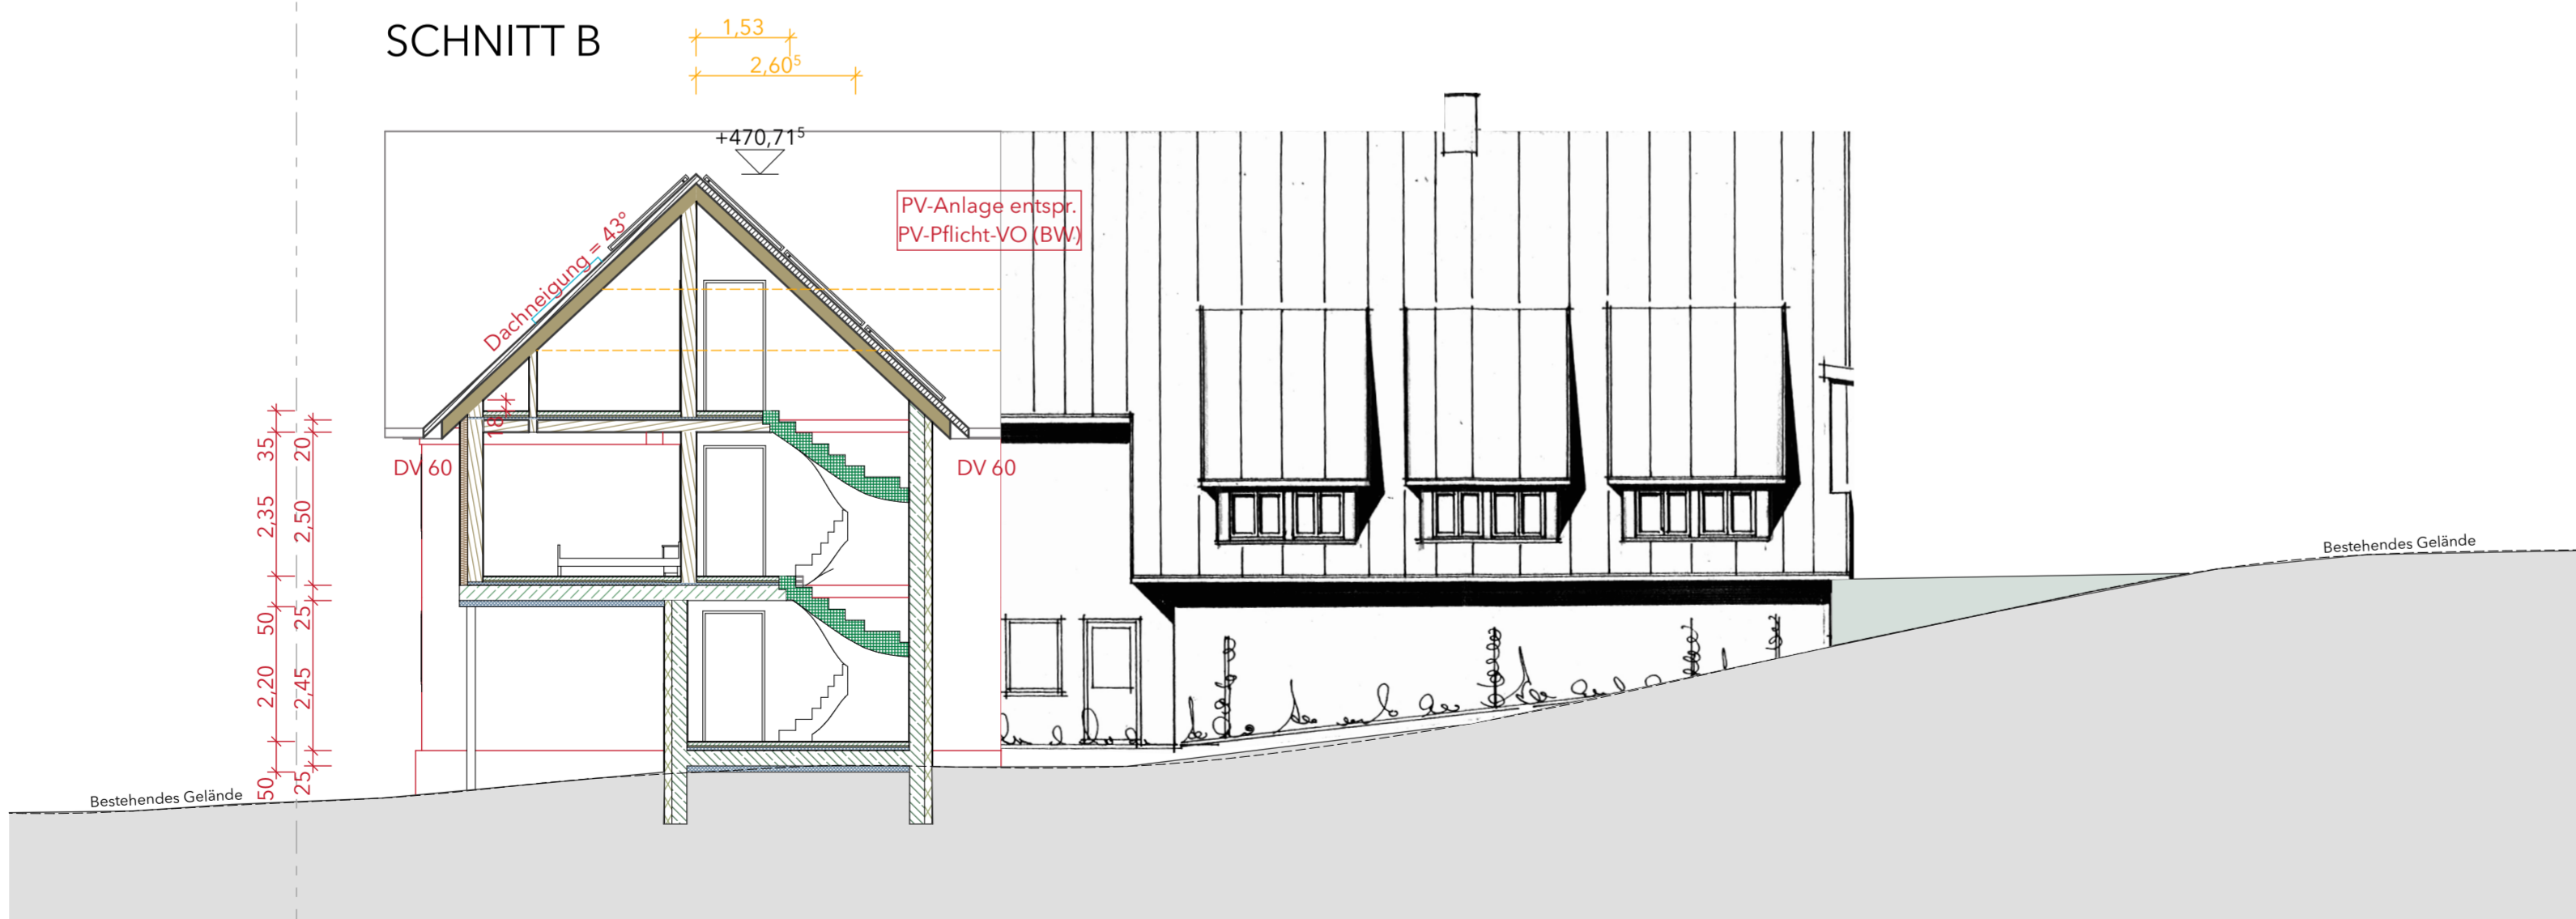 SCHNITT B
1,53
2,60⁵
+470,71⁵
PV-Anlage entspr.
PV-Pflicht-VO (BW)
Dachneigung = 43°
18
DV 60
DV 60
35
20
2,35
2,50
50
25
2,20
2,45
50
25
Bestehendes Gelände
Bestehendes Gelände